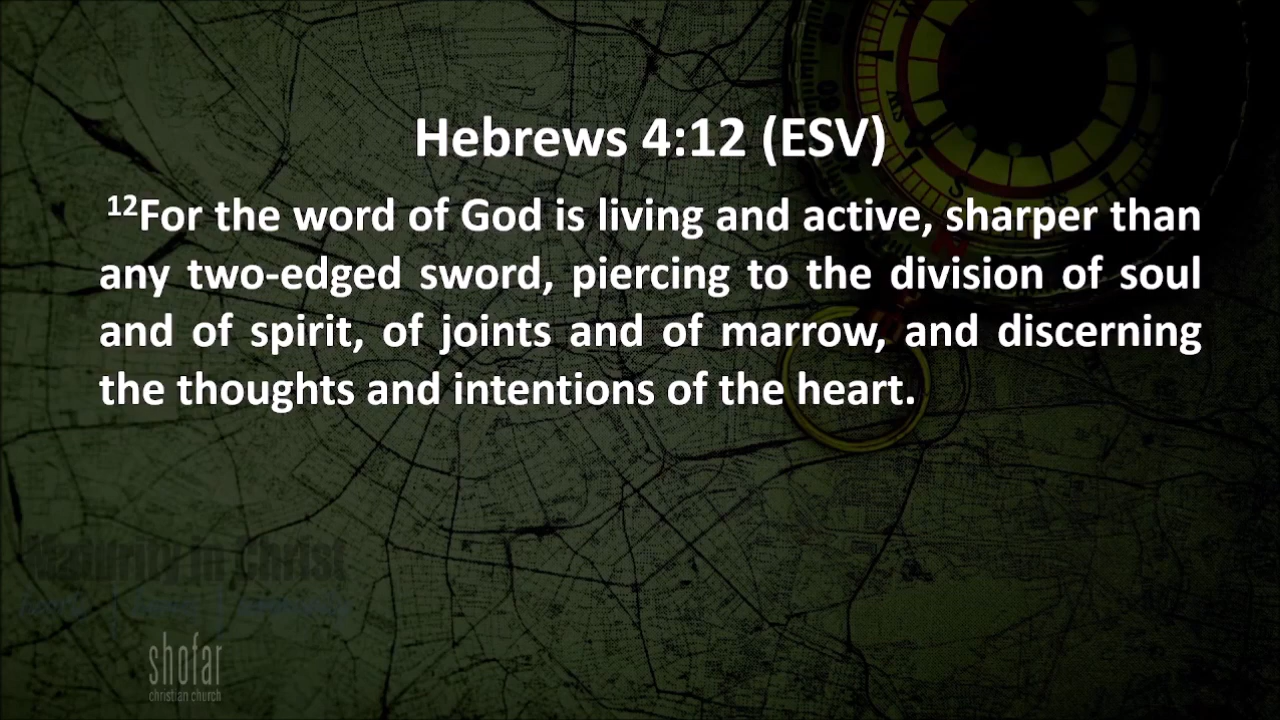 Hebrews 4:12 (ESV)
12For the word of God is living and active, sharper than
any two-edged sword, piercing to the division of soul
and of spirit, of joints and of marrow, and discerning
the thoughts and intentions of the heart.
in Christ
shofar
christian church